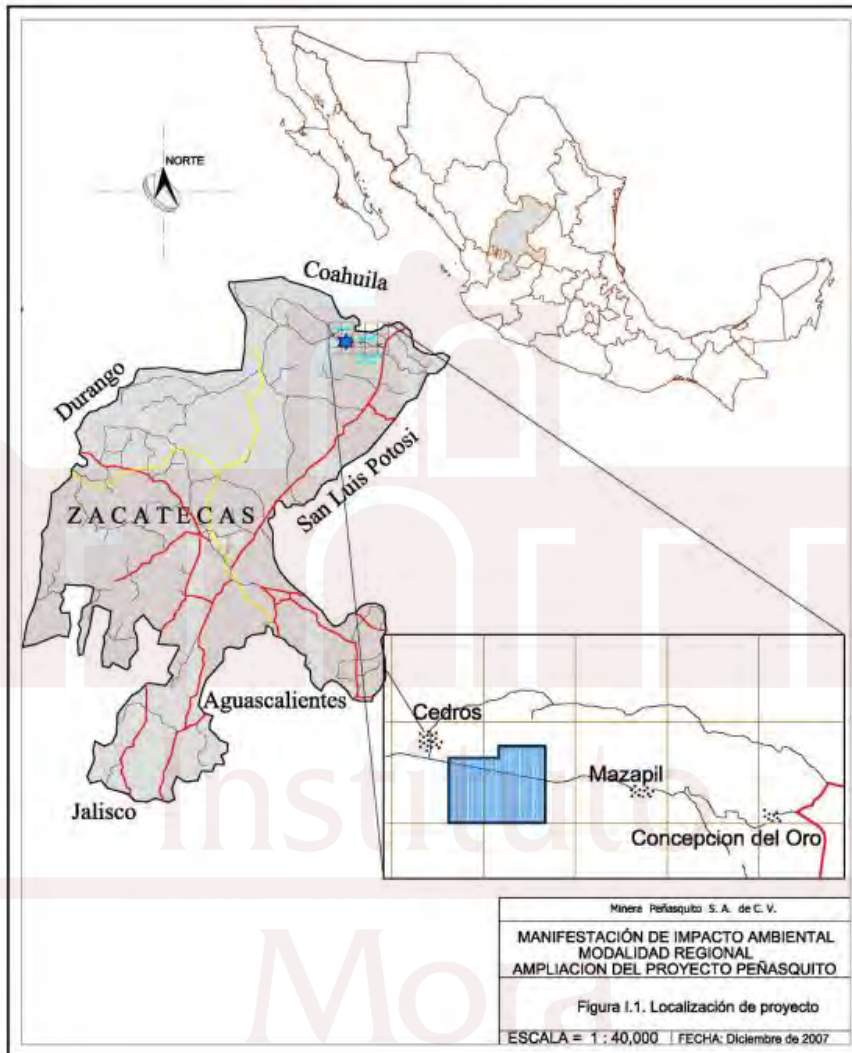 NORTE
Coahuila
Durango
San Luis Potosi
ZACATECAS
Aguascalientes
Jalisco
Cedros
Mazapil
Concepcion del Oro
Instituto
Mora
Minera Peñasquito S. A. de C. V.
MANIFESTACIÓN DE IMPACTO AMBIENTAL
MODALIDAD REGIONAL
AMPLIACION DEL PROYECTO PEÑASQUITO
Figura I.1. Localización de proyecto
ESCALA = 1 : 40,000 FECHA: Diciembre de 2007